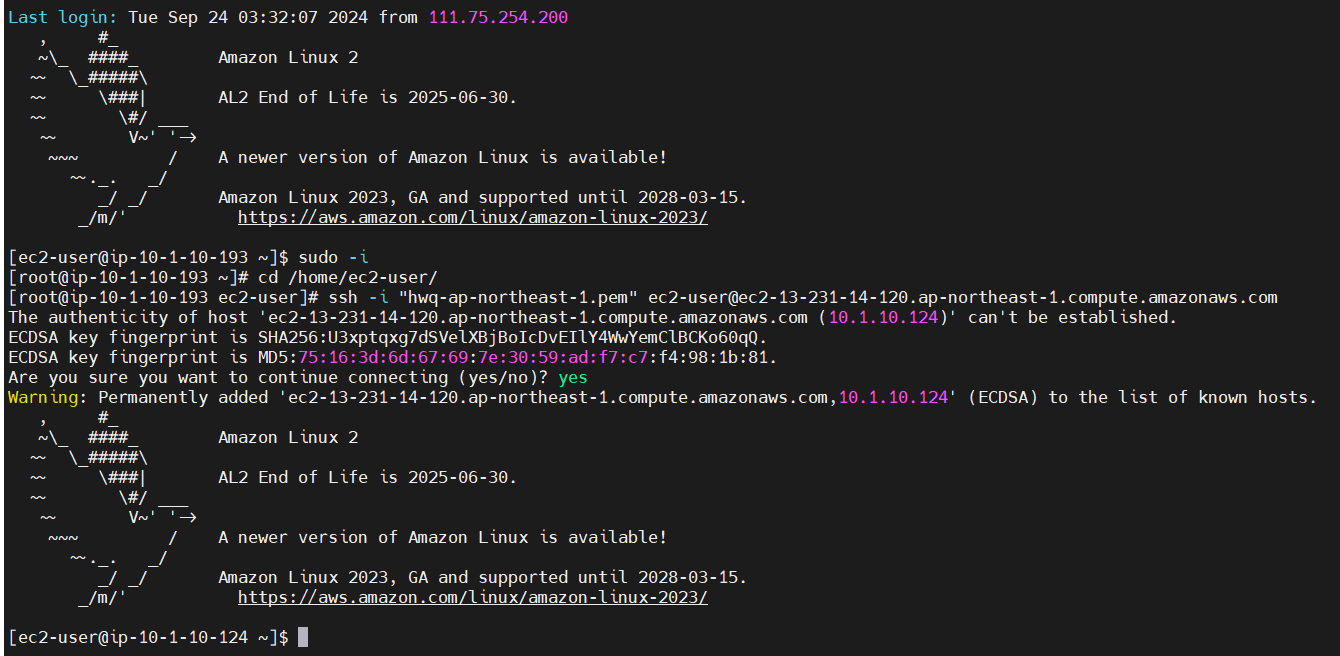 Last login: Tue Sep 24 03:32:07 2024 from 111.75.254.200
   ,     #_
   ~\_  ####_        Amazon Linux 2
  ~~  \_#####\
  ~~     \###|       AL2 End of Life is 2025-06-30.
  ~~       \#/ ___
   ~~       V~' '->
    ~~~         /    A newer version of Amazon Linux is available!
      ~~._.   _/
         _/ _/       Amazon Linux 2023, GA and supported until 2028-03-15.
       _/m/'           https://aws.amazon.com/linux/amazon-linux-2023/
[ec2-user@ip-10-1-10-193 ~]$ sudo -i
[root@ip-10-1-10-193 ~]# cd /home/ec2-user/
[root@ip-10-1-10-193 ec2-user]# ssh -i "hwq-ap-northeast-1.pem" ec2-user@ec2-13-231-14-120.ap-northeast-1.compute.amazonaws.com
The authenticity of host 'ec2-13-231-14-120.ap-northeast-1.compute.amazonaws.com (10.1.10.124)' can't be established.
ECDSA key fingerprint is SHA256:U3xptqxg7dSVelXBjBoIcDvEIlY4WwYemClBCKo60qQ.
ECDSA key fingerprint is MD5:75:16:3d:6d:67:69:7e:30:59:ad:f7:c7:f4:98:1b:81.
Are you sure you want to continue connecting (yes/no)? yes
Warning: Permanently added 'ec2-13-231-14-120.ap-northeast-1.compute.amazonaws.com,10.1.10.124' (ECDSA) to the list of known hosts.
   ,     #_
   ~\_  ####_        Amazon Linux 2
  ~~  \_#####\
  ~~     \###|       AL2 End of Life is 2025-06-30.
  ~~       \#/ ___
   ~~       V~' '->
    ~~~         /    A newer version of Amazon Linux is available!
      ~~._.   _/
         _/ _/       Amazon Linux 2023, GA and supported until 2028-03-15.
       _/m/'           https://aws.amazon.com/linux/amazon-linux-2023/
[ec2-user@ip-10-1-10-124 ~]$